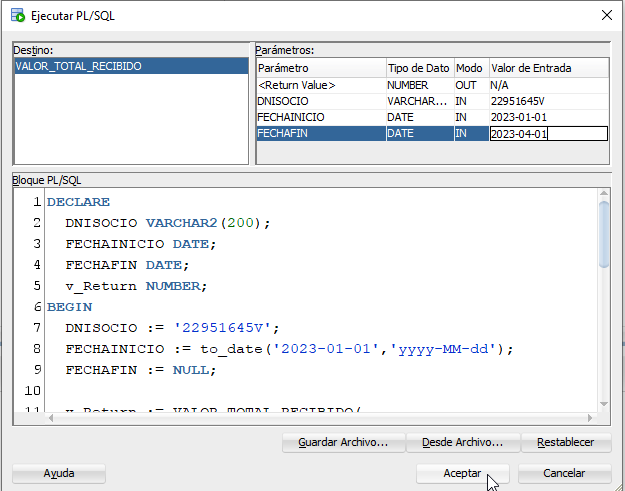 Ejecutar PL/SQL
Destino:
VALOR_TOTAL_RECIBIDO
Parámetros:
Parámetro Tipo de Dato Modo Valor de Entrada
<Return Value> NUMBER OUT N/A
DNISOCIO VARCHAR... IN 22951645V
FECHAINICIO DATE IN 2023-01-01
FECHAFIN DATE IN 2023-04-01
Bloque PL/SQL
1 DECLARE
2 DNISOCIO VARCHAR2(200);
3 FECHAINICIO DATE;
4 FECHAFIN DATE;
5 v_Return NUMBER;
6 BEGIN
7 DNISOCIO := '22951645V';
8 FECHAINICIO := to_date('2023-01-01','yyyy-MM-dd');
9 FECHAFIN := NULL;
10
11 v_Return := VALOR_TOTAL_RECIBIDO(
Guardar Archivo... Desde Archivo... Restablecer
Ayuda Aceptar Cancelar